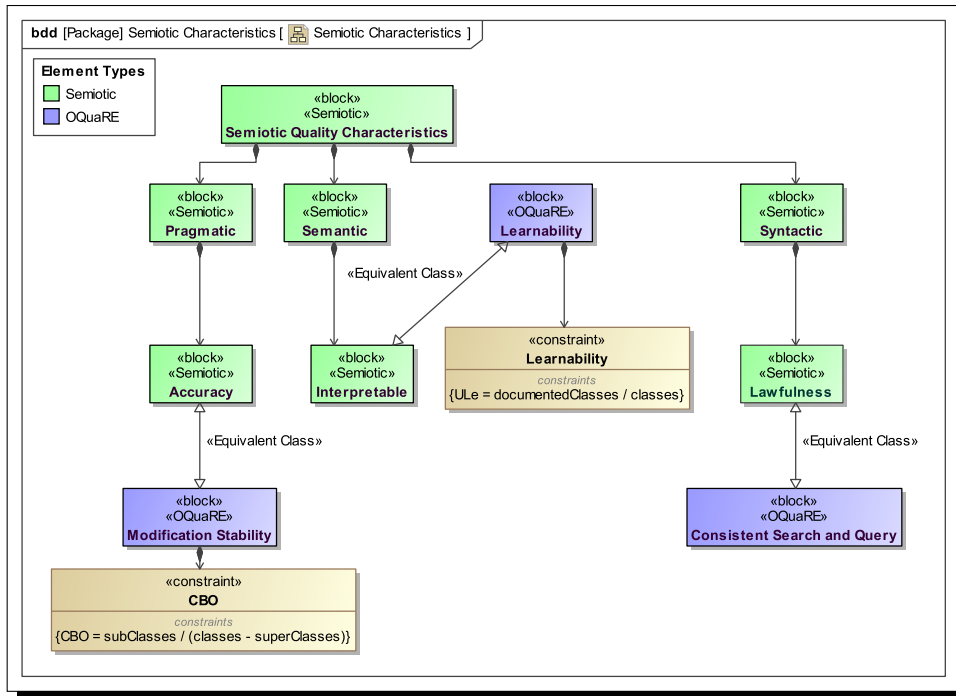 bdd [Package] Semiotic Characteristics [ Semiotic Characteristics ]
Element Types
Semiotic
OQuaRE
«block»
«Semiotic»
Semiotic Quality Characteristics
«block»
«Semiotic»
Pragmatic
«block»
«Semiotic»
Semantic
«block»
«OQuaRE»
Learnability
«block»
«Semiotic»
Syntactic
«Equivalent Class»
«constraint»
Learnability
constraints
{ULe = documentedClasses / classes}
«block»
«Semiotic»
Accuracy
«block»
«Semiotic»
Interpretable
«block»
«Semiotic»
Lawfulness
«Equivalent Class»
«Equivalent Class»
«block»
«OQuaRE»
Modification Stability
«block»
«OQuaRE»
Consistent Search and Query
«constraint»
CBO
constraints
{CBO = subClasses / (classes - superClasses)}